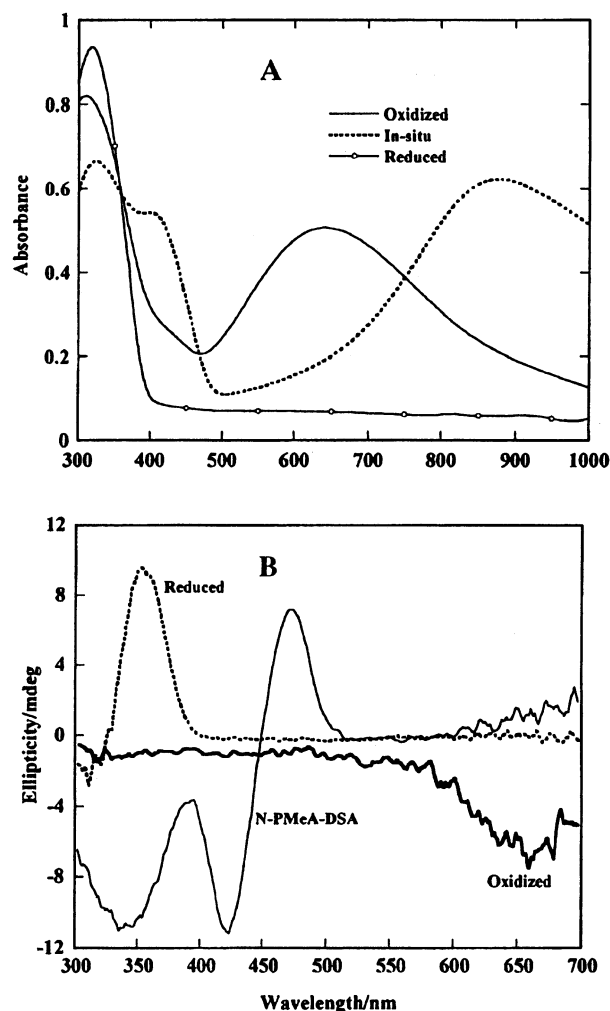 A
Oxidized
In-situ
Reduced
Absorbance
1
0.8
0.6
0.4
0.2
0
300 400 500 600 700 800 900 1000
B
Reduced
N-PMeA-DSA
Oxidized
Ellipticity/mdeg
12
8
4
0
-4
-8
-12
300 350 400 450 500 550 600 650 700
Wavelength/nm